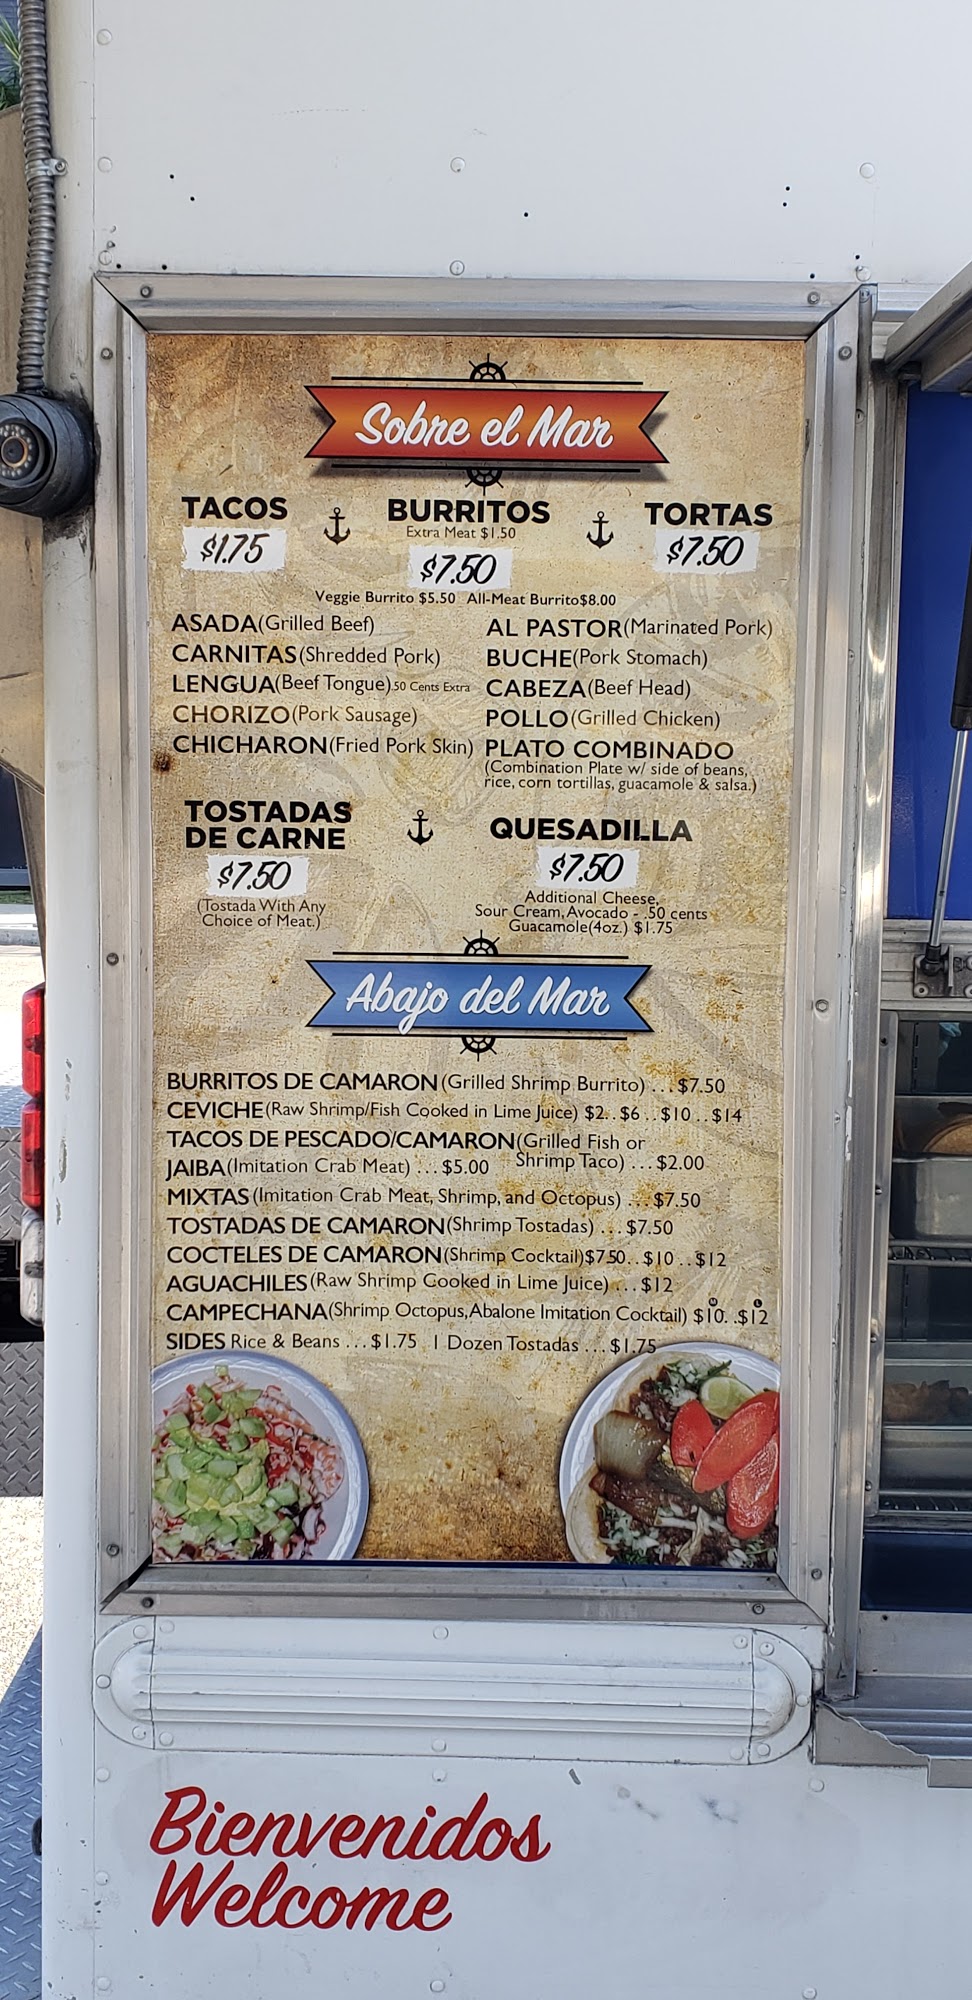 Sobre el Mar
TACOS
$1.75
BURRITOS
Extra Meat $1.50
$7.50
TORTAS
$7.50
Veggie Burrito $5.50 All-Meat Burrito$8.00
ASADA(Grilled Beef)
CARNITAS(Shredded Pork)
LENGUA(Beef Tongue).50 Cents Extra
CHORIZO(Pork Sausage)
CHICHARON(Fried Pork Skin)
AL PASTOR(Marinated Pork)
BUCHE(Pork Stomach)
CABEZA(Beef Head)
POLLO(Grilled Chicken)
PLATO COMBINADO
(Combination Plate w/ side of beans,
rice, corn tortillas, guacamole & salsa.)
TOSTADAS
DE CARNE
$7.50
(Tostada With Any
Choice of Meat.)
QUESADILLA
$7.50
Additional Cheese,
Sour Cream, Avocado - .50 cents
Guacamole(4oz.) $1.75
Abajo del Mar
BURRITOS DE CAMARON (Grilled Shrimp Burrito) ... $7.50
CEVICHE(Raw Shrimp/Fish Cooked in Lime Juice) $2.. $6 .. $10 .. $14
TACOS DE PESCADO/CAMARON(Grilled Fish or
Shrimp Taco) ... $2.00
JAIBA(Imitation Crab Meat) ... $5.00
MIXTAS (Imitation Crab Meat, Shrimp, and Octopus) ... $7.50
TOSTADAS DE CAMARON(Shrimp Tostadas) ... $7.50
COCTELES DE CAMARON(Shrimp Cocktail)$7.50.. $10 .. $12
AGUACHILES(Raw Shrimp Cooked in Lime Juice) ... $12
CAMPECHANA(Shrimp Octopus,Abalone Imitation Cocktail) $10. .$12
SIDES Rice & Beans ... $1.75 1 Dozen Tostadas ... $1.75
Bienvenidos
Welcome